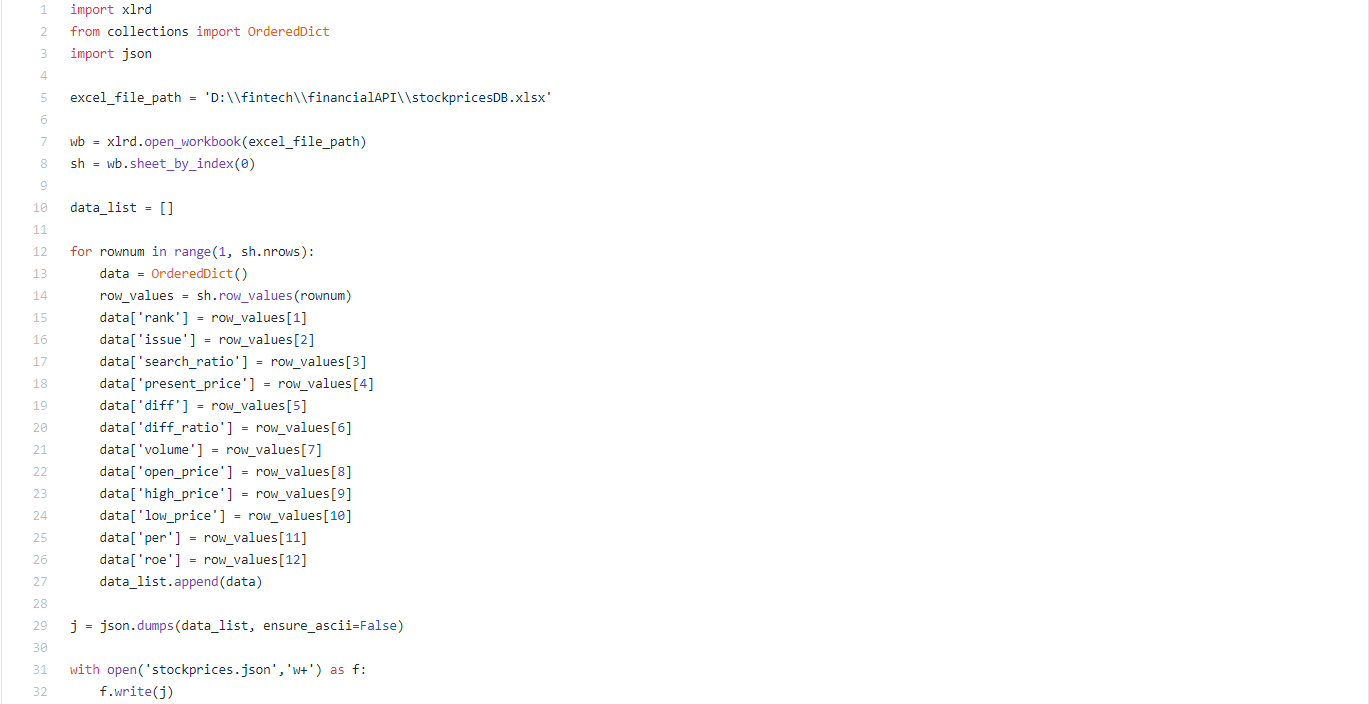 1 import xlrd
2 from collections import OrderedDict
3 import json
4
5 excel_file_path = 'D:\\fintech\\financialAPI\\stockpricesDB.xlsx'
6
7 wb = xlrd.open_workbook(excel_file_path)
8 sh = wb.sheet_by_index(0)
9
10 data_list = []
11
12 for rownum in range(1, sh.nrows):
13     data = OrderedDict()
14     row_values = sh.row_values(rownum)
15     data['rank'] = row_values[1]
16     data['issue'] = row_values[2]
17     data['search_ratio'] = row_values[3]
18     data['present_price'] = row_values[4]
19     data['diff'] = row_values[5]
20     data['diff_ratio'] = row_values[6]
21     data['volume'] = row_values[7]
22     data['open_price'] = row_values[8]
23     data['high_price'] = row_values[9]
24     data['low_price'] = row_values[10]
25     data['per'] = row_values[11]
26     data['roe'] = row_values[12]
27     data_list.append(data)
28
29 j = json.dumps(data_list, ensure_ascii=False)
30
31 with open('stockprices.json','w+') as f:
32     f.write(j)